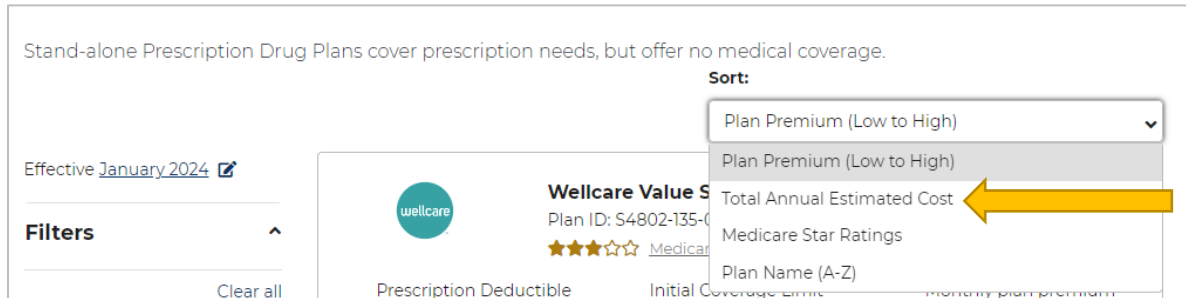 Stand-alone Prescription Drug Plans cover prescription needs, but offer no medical coverage.
Sort:
Plan Premium (Low to High)
Plan Premium (Low to High)
Total Annual Estimated Cost
Medicare Star Ratings
Plan Name (A-Z)
Effective January 2024
Filters
Clear all
wellcare
Wellcare Value
Plan ID: S4802-135-
Prescription Deductible
Initial Coverage Limit
Monthly plan premium